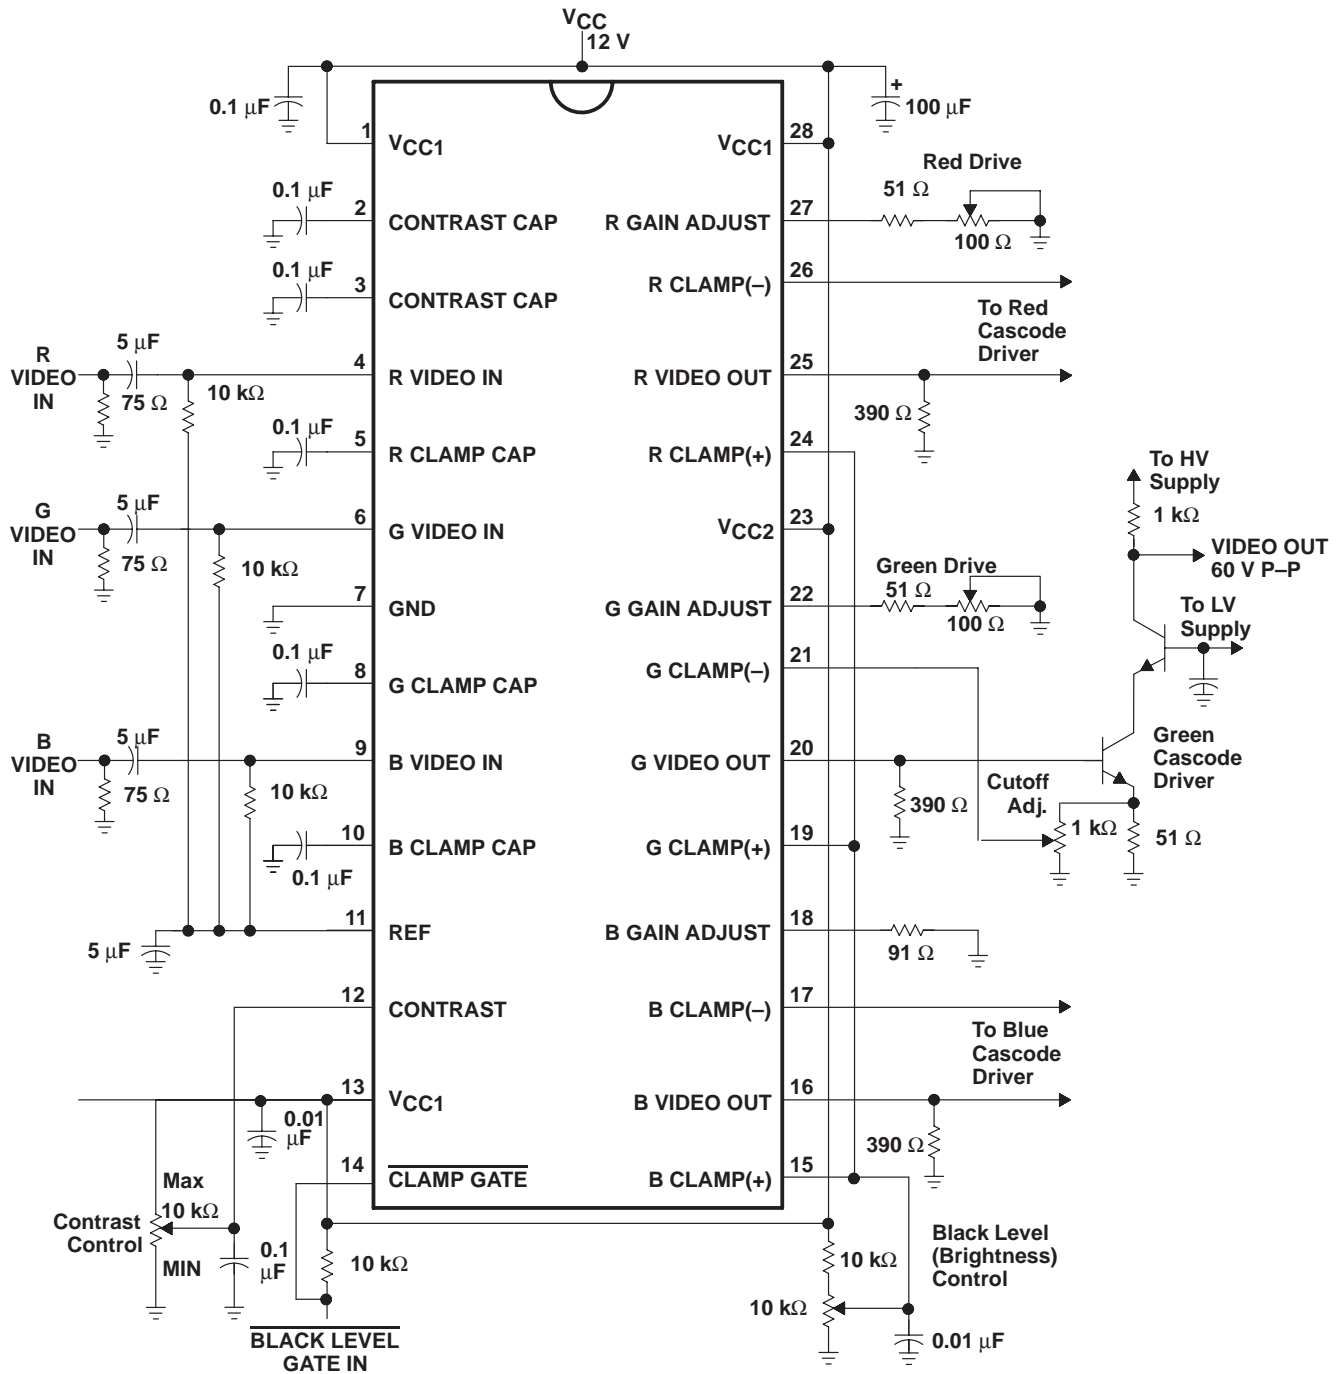 VCC
12 V
0.1 μF
+
100 μF
1
VCC1
VCC1
28
Red Drive
0.1 μF
51 Ω
2
CONTRAST CAP
R GAIN ADJUST
27
100 Ω
0.1 μF
3
CONTRAST CAP
R CLAMP(–)
26
To Red
Cascode
Driver
R
VIDEO
IN
5 μF
75 Ω
10 kΩ
4
R VIDEO IN
R VIDEO OUT
25
390 Ω
0.1 μF
5
R CLAMP CAP
R CLAMP(+)
24
To HV
Supply
1 kΩ
VIDEO OUT
60 V P–P
G
VIDEO
IN
5 μF
75 Ω
10 kΩ
6
G VIDEO IN
VCC2
23
Green Drive
51 Ω
7
GND
G GAIN ADJUST
22
100 Ω
To LV
Supply
0.1 μF
8
G CLAMP CAP
G CLAMP(–)
21
B
VIDEO
IN
5 μF
75 Ω
10 kΩ
9
B VIDEO IN
G VIDEO OUT
20
390 Ω
Green
Cascode
Driver
Cutoff
Adj.
1 kΩ
51 Ω
10
B CLAMP CAP
0.1 μF
G CLAMP(+)
19
5 μF
11
REF
B GAIN ADJUST
18
91 Ω
12
CONTRAST
B CLAMP(–)
17
To Blue
Cascode
Driver
13
VCC1
0.01
μF
B VIDEO OUT
16
390 Ω
14
CLAMP GATE
B CLAMP(+)
15
Max
10 kΩ
Contrast
Control
MIN
0.1
μF
10 kΩ
BLACK LEVEL
GATE IN
10 kΩ
10 kΩ
Black Level
(Brightness)
Control
0.01 μF